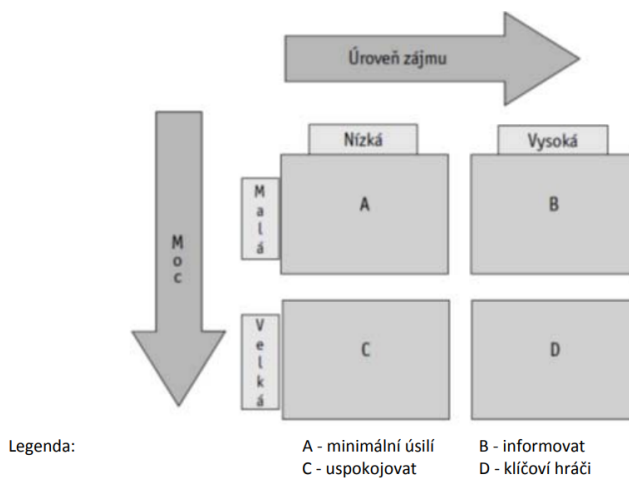 Úroveň zájmu
Nízká
Vysoká
Moc
Malá
A
B
Velká
C
D
Legenda:
A - minimální úsilí
B - informovat
C - uspokojovat
D - klíčoví hráči